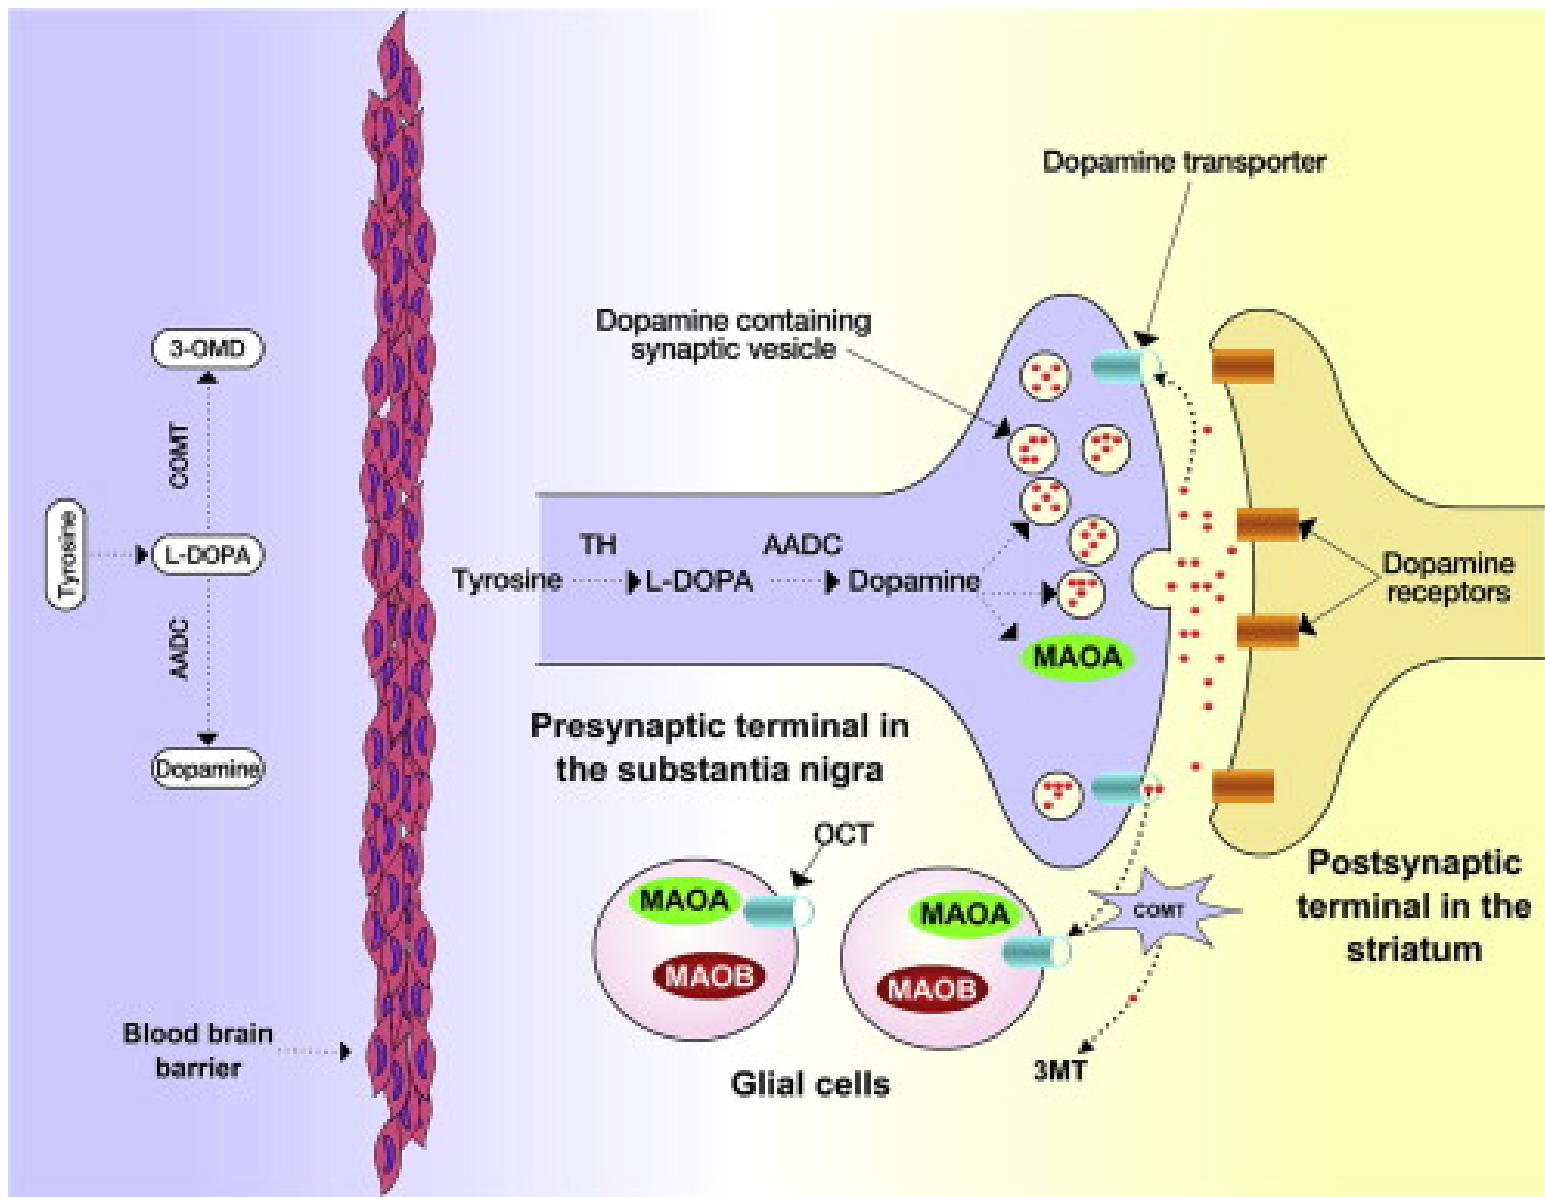 Dopamine transporter
Dopamine containing
synaptic vesicle
3-OMD
COMT
Tyrosine
L-DOPA
AADC
Dopamine
TH
AADC
Tyrosine
L-DOPA
Dopamine
MAOA
Dopamine
receptors
Presynaptic terminal in
the substantia nigra
OCT
MAOA
MAOB
MAOA
MAOB
COMT
Postsynaptic
terminal in the
striatum
Blood brain
barrier
Glial cells
3MT